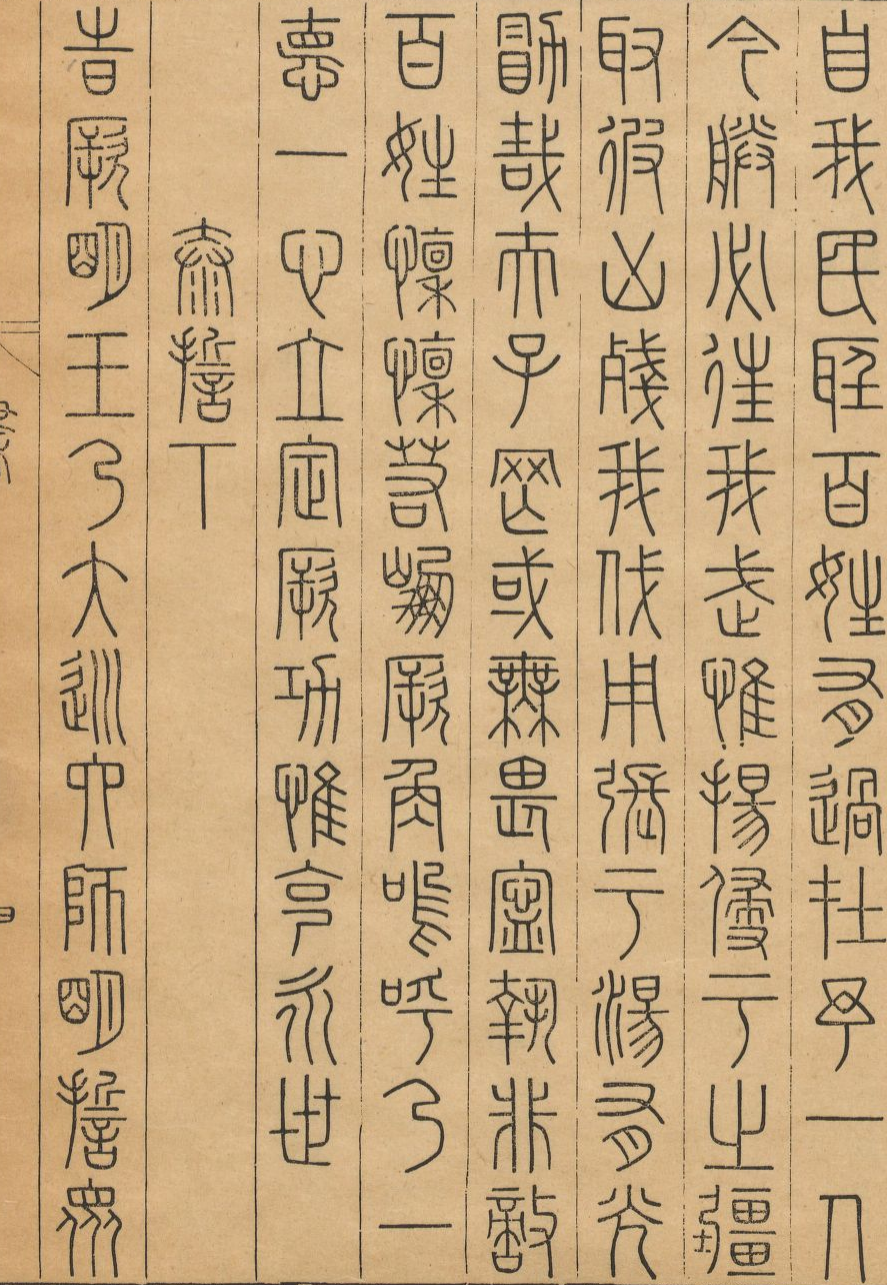 自我民聽百姓有過在予一人
今朕必往我武惟揚侵于之疆
取彼凶殘我伐用張于湯有光
勖哉夫子罔或無畏寧執非敵
百姓懍懍若崩厥角嗚呼乃一
惪一心立定厥功惟克永世
泰誓下
旹厥明王乃大巡六師明誓眾